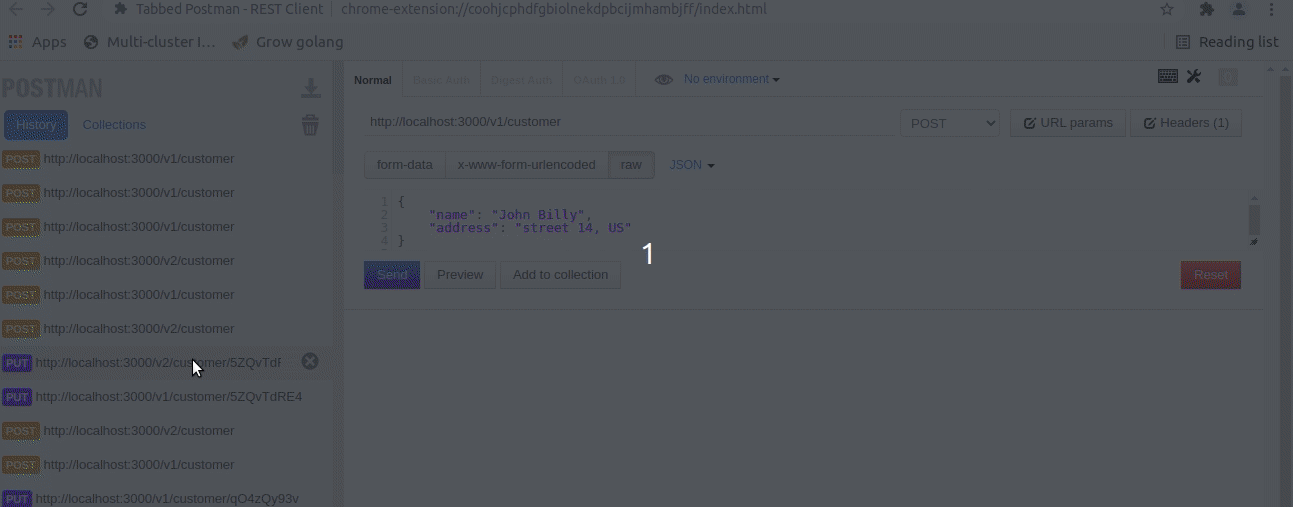 Tabbed Postman - REST Client | chrome-extension://coohjcphdfgbiolnekdpbcijmhambjff/index.html
Apps Multi-cluster I... Grow golang Reading list
POSTMAN
Normal Basic Auth Digest Auth OAuth 1.0 No environment 0
History Collections
http://localhost:3000/v1/customer POST URL params Headers (1)
form-data x-www-form-urlencoded raw JSON
1 {
2 "name": "John Billy",
3 "address": "street 14, US"
4 }
Send Preview Add to collection Reset
1
POST http://localhost:3000/v1/customer
POST http://localhost:3000/v1/customer
POST http://localhost:3000/v1/customer
POST http://localhost:3000/v2/customer
POST http://localhost:3000/v1/customer
POST http://localhost:3000/v2/customer
PUT http://localhost:3000/v2/customer/5ZQvTdF
PUT http://localhost:3000/v1/customer/5ZQvTdRE4
POST http://localhost:3000/v2/customer
POST http://localhost:3000/v1/customer
PUT http://localhost:3000/v1/customer/qO4zQy93v